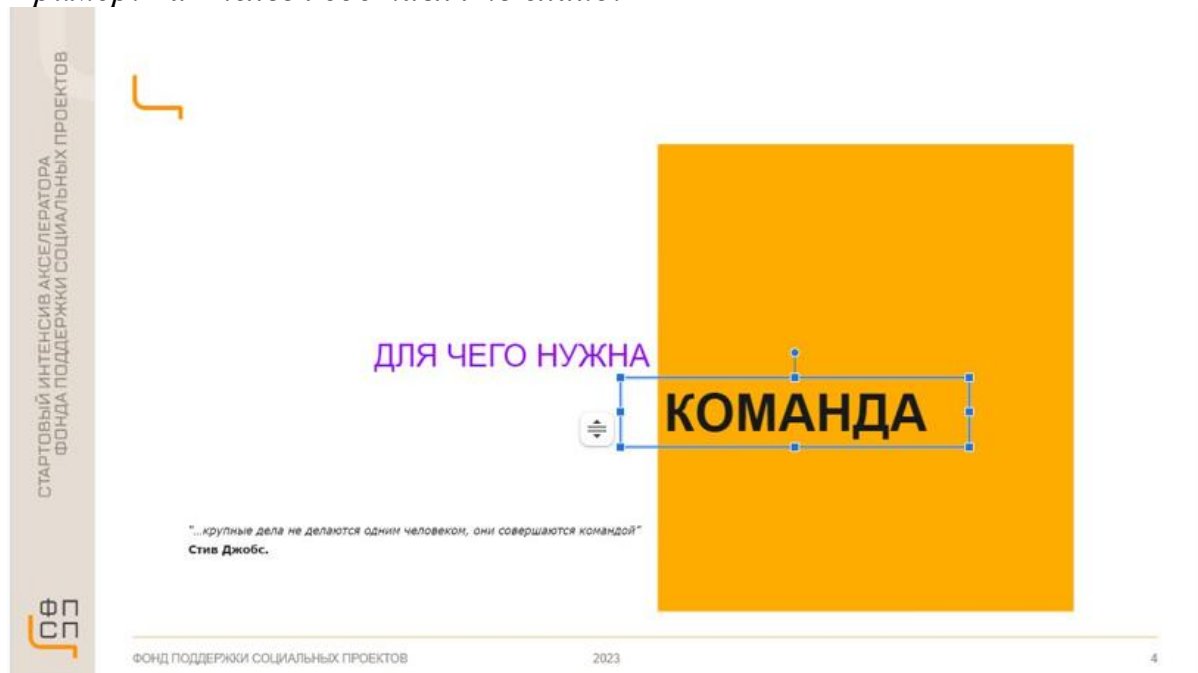 СТАРТОВЫЙ ИНТЕНСИВ АКСЕЛЕРАТОРА
ФОНДА ПОДДЕРЖКИ СОЦИАЛЬНЫХ ПРОЕКТОВ
ДЛЯ ЧЕГО НУЖНА
КОМАНДА
"...крупные дела не делаются одним человеком, они совершаются командой"
Стив Джобс.
ФП
СП
ФОНД ПОДДЕРЖКИ СОЦИАЛЬНЫХ ПРОЕКТОВ 2023 4